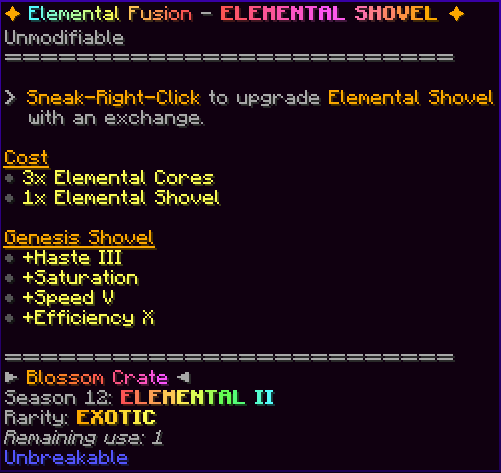 ✦ Elemental Fusion - ELEMENTAL SHOVEL ✦
Unmodifiable
==========================
> Sneak-Right-Click to upgrade Elemental Shovel
with an exchange.
Cost
• 3x Elemental Cores
• 1x Elemental Shovel
Genesis Shovel
• +Haste III
• +Saturation
• +Speed V
• +Efficiency X
==========================
► Blossom Crate ◄
Season 12: ELEMENTAL II
Rarity: EXOTIC
Remaining use: 1
Unbreakable